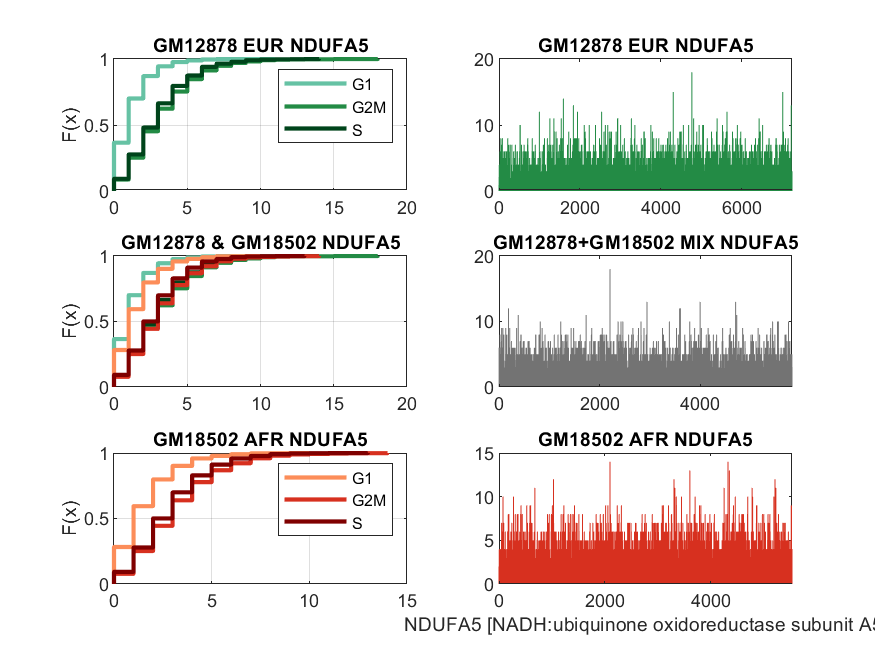 GM12878 EUR NDUFA5
F(x)
1
0.5
0
0 5 10 15 20
G1
G2M
S
GM12878 EUR NDUFA5
20
10
0
2000 4000 6000
0
GM12878 & GM18502 NDUFA5
F(x)
1
0.5
0
0 5 10 15 20
GM12878+GM18502 MIX NDUFA5
20
10
0
0 2000 4000
GM18502 AFR NDUFA5
F(x)
1
0.5
0
0 5 10 15
G1
G2M
S
GM18502 AFR NDUFA5
15
10
5
0
0 2000 4000
NDUFA5 [NADH:ubiquinone oxidoreductase subunit A5